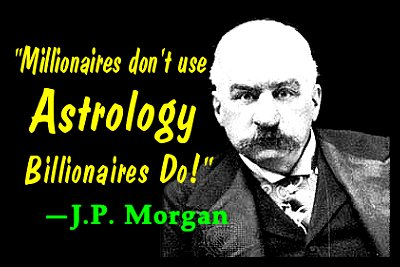 "Millionaires don't use
Astrology
Billionaires Do!"
—J.P. Morgan